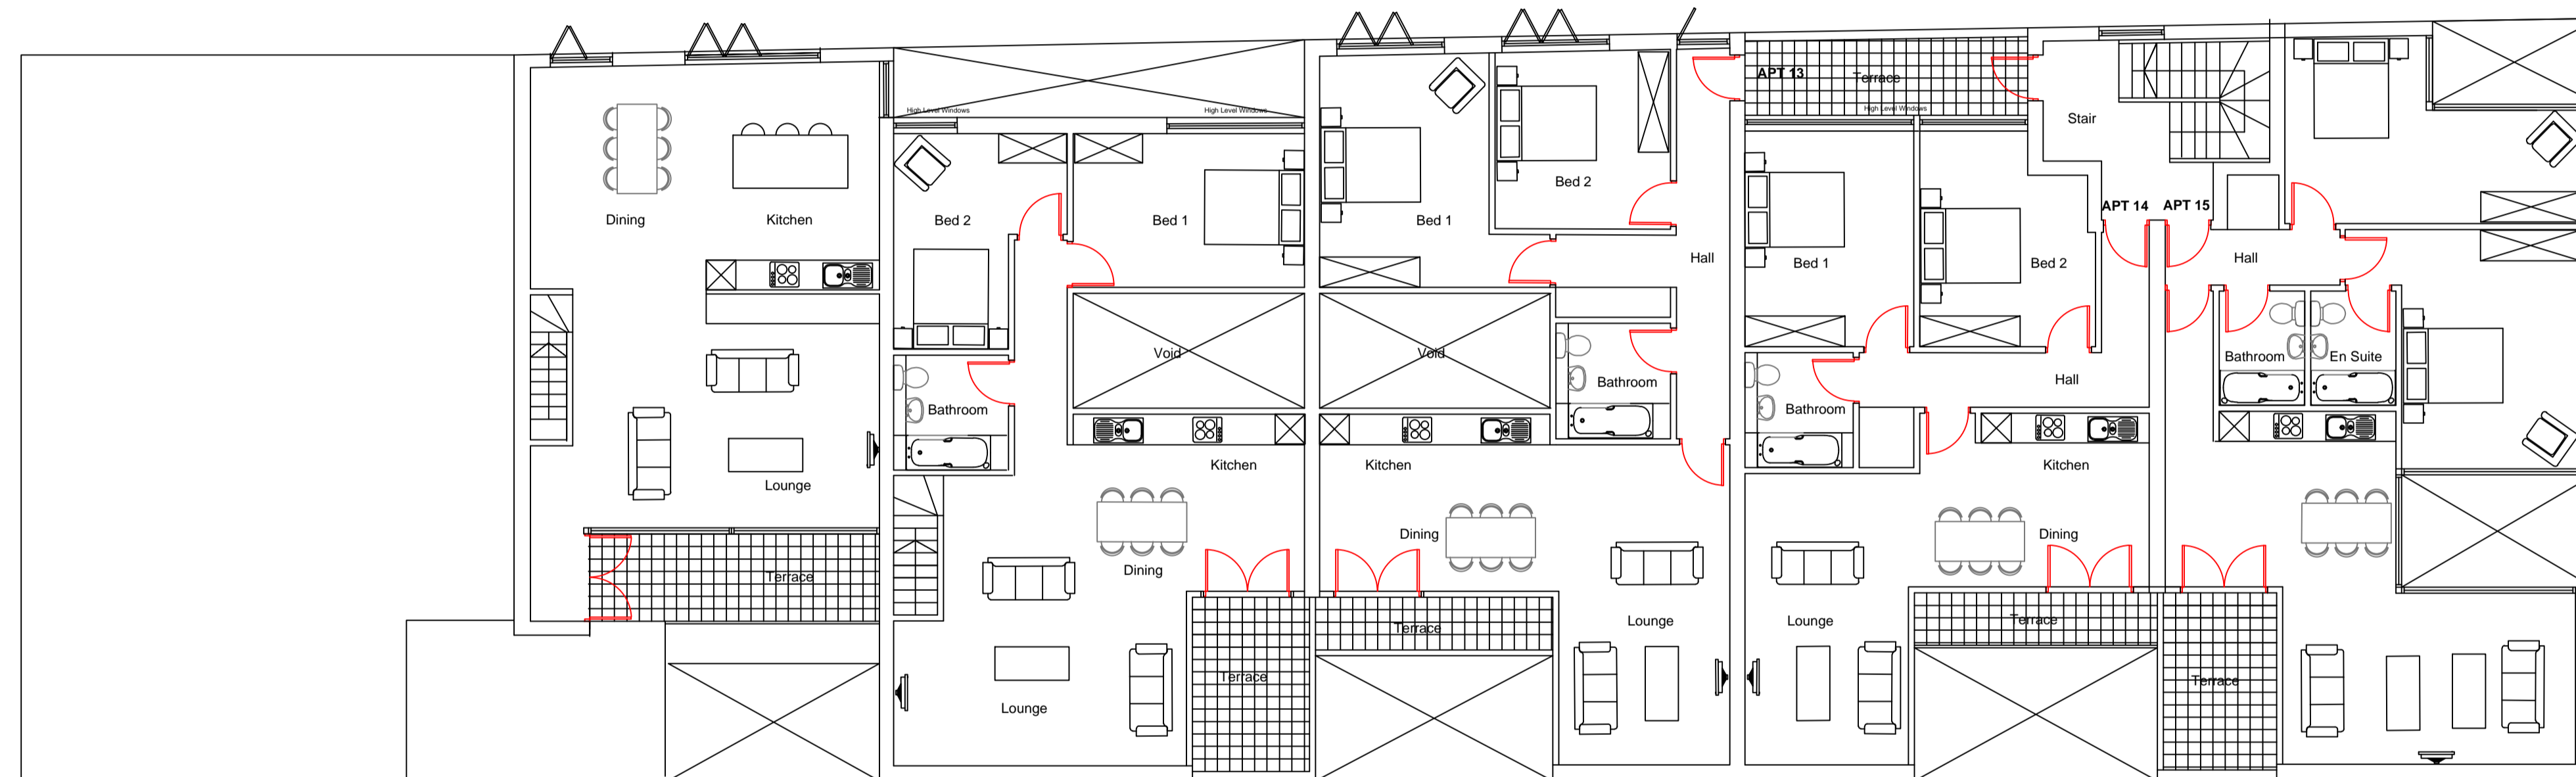 High Level Windows
High Level Windows
APT 13
Terrace
High Level Windows
Stair
Dining
Kitchen
Bed 2
Bed 1
Bed 1
Bed 2
Hall
Bed 1
Bed 2
APT 14
APT 15
Hall
Void
Void
Bathroom
Bathroom
Bathroom
Hall
Bathroom
En Suite
Lounge
Kitchen
Kitchen
Kitchen
Dining
Dining
Dining
Terrace
Lounge
Terrace
Lounge
Terrace
Lounge
Terrace
Terrace